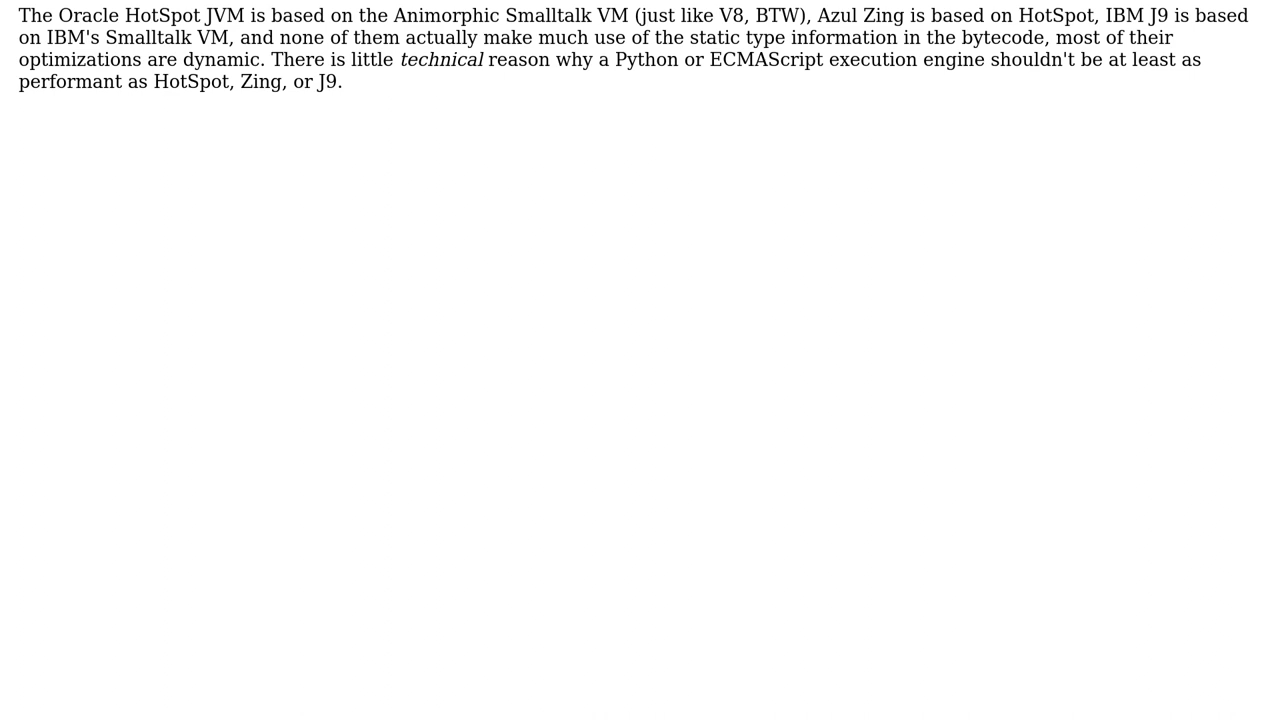 The Oracle HotSpot JVM is based on the Animorphic Smalltalk VM (just like V8, BTW), Azul Zing is based on HotSpot, IBM J9 is based
on IBM's Smalltalk VM, and none of them actually make much use of the static type information in the bytecode, most of their
optimizations are dynamic. There is little technical reason why a Python or ECMAScript execution engine shouldn't be at least as
performant as HotSpot, Zing, or J9.